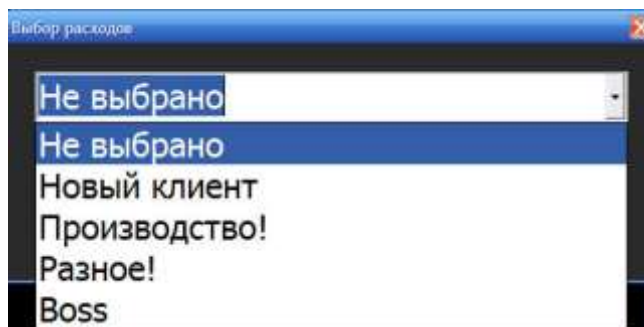 Выбор расходов
Не выбрано
Не выбрано
Новый клиент
Производство!
Разное!
Boss